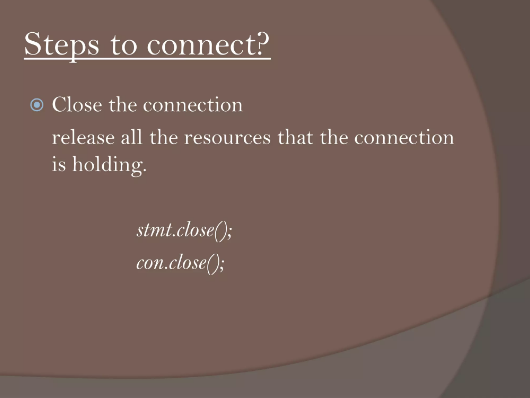 Steps to connect?
Close the connection
release all the resources that the connection
is holding.
stmt.close();
con.close();